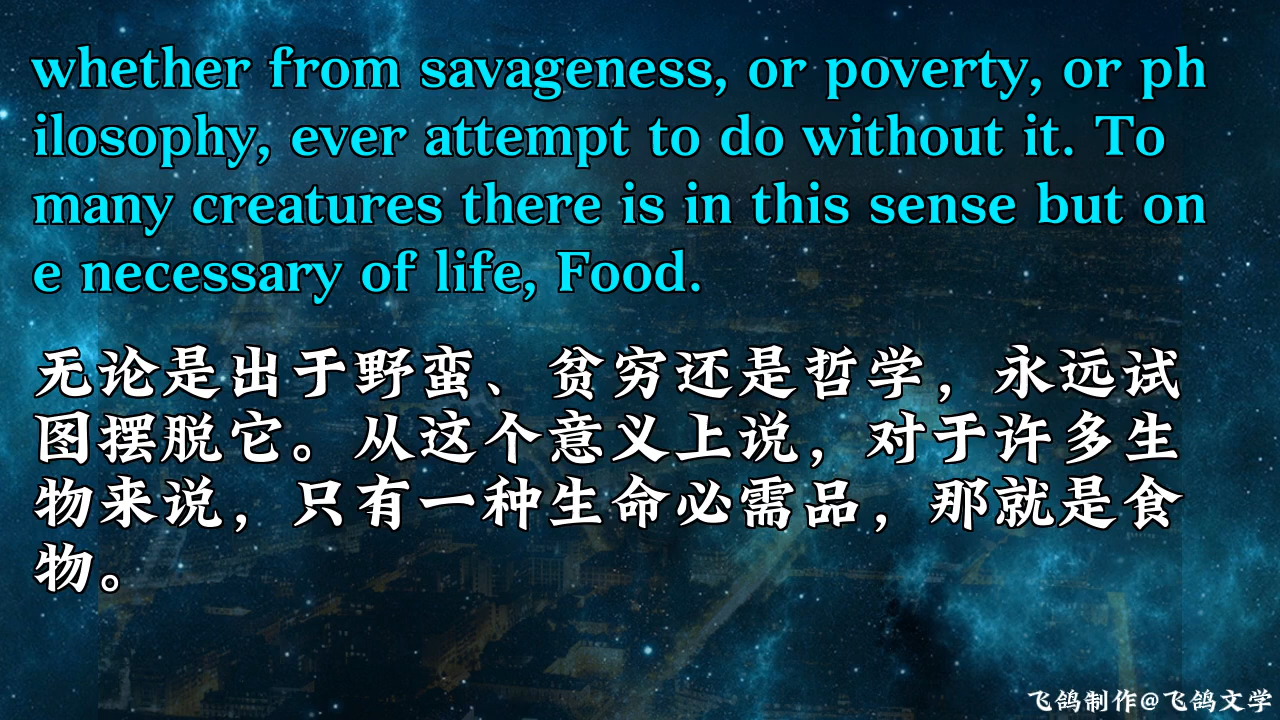 whether from savageness, or poverty, or ph
ilosophy, ever attempt to do without it. To
many creatures there is in this sense but on
e necessary of life, Food.
无论是出于野蛮、贫穷还是哲学，永远试
图摆脱它。从这个意义上说，对于许多生
物来说，只有一种生命必需品，那就是食
物。
飞鸽制作@飞鸽文学